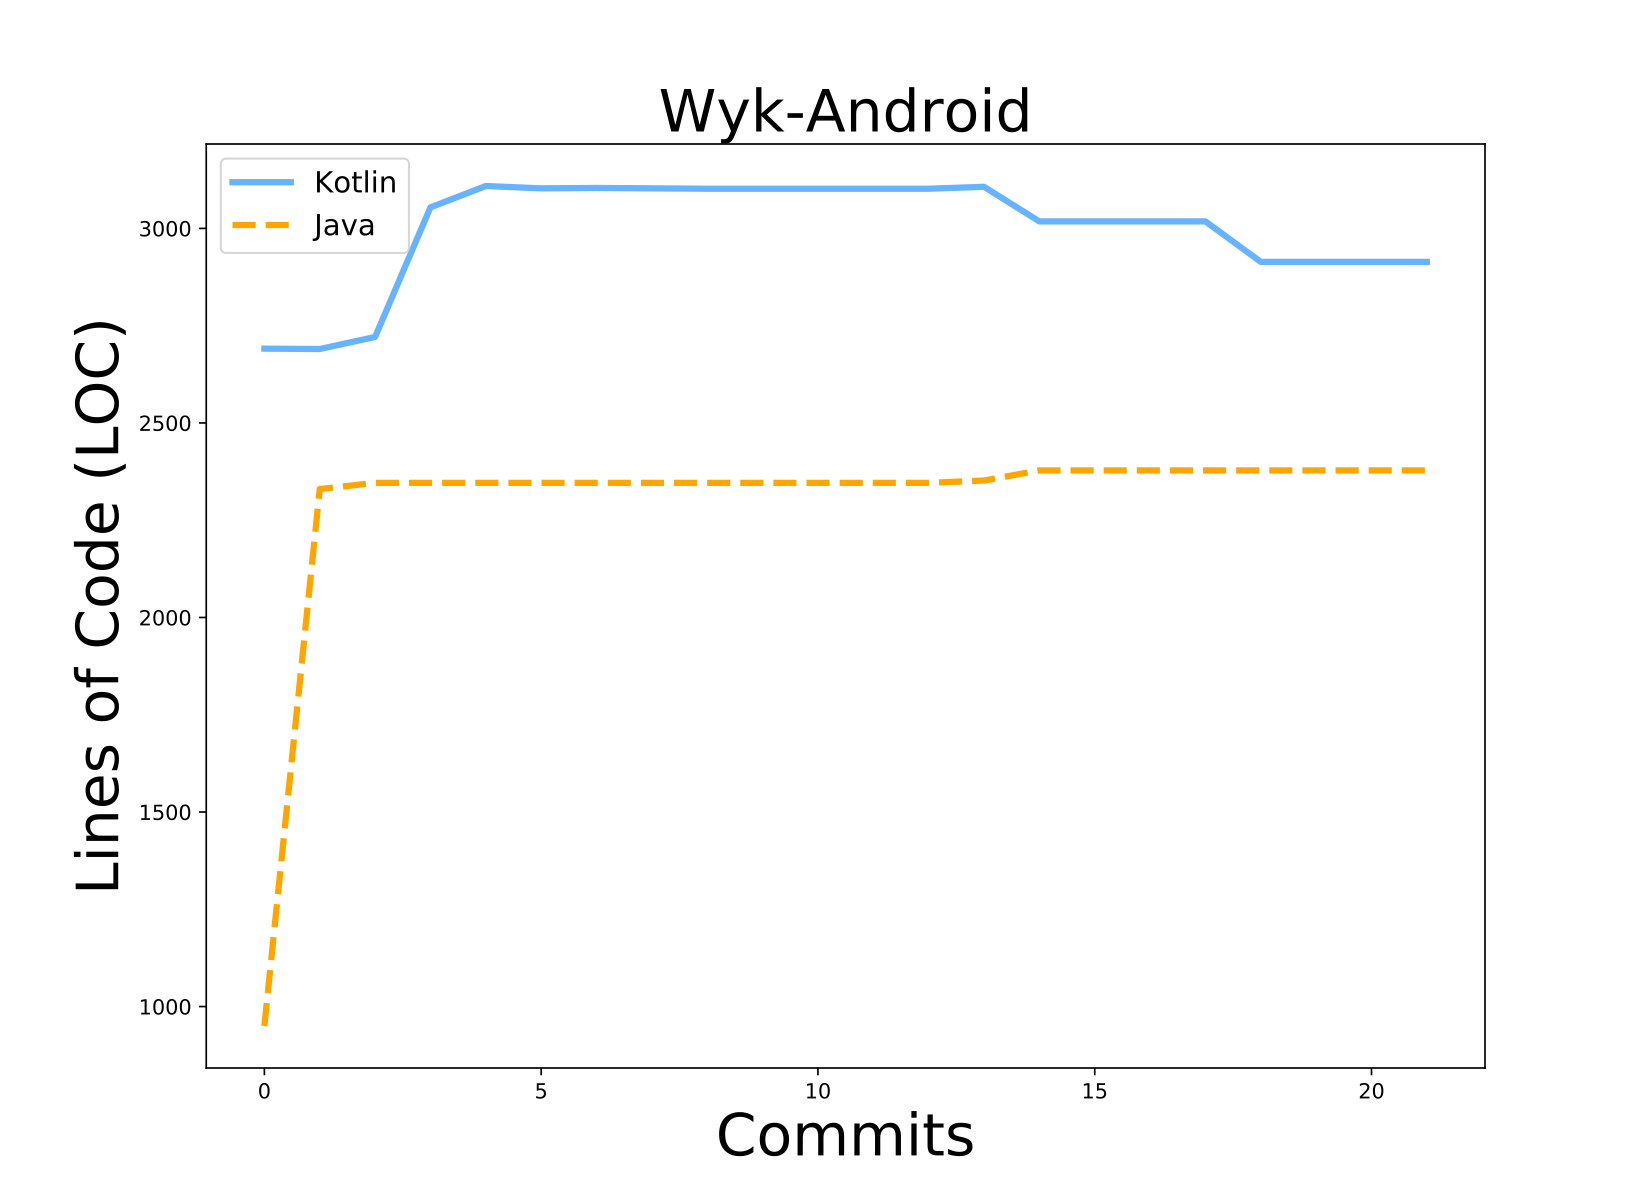 Wyk-Android
Kotlin
Java
3000
2500
2000
1500
1000
Lines of Code (LOC)
0 5 10 15 20
Commits